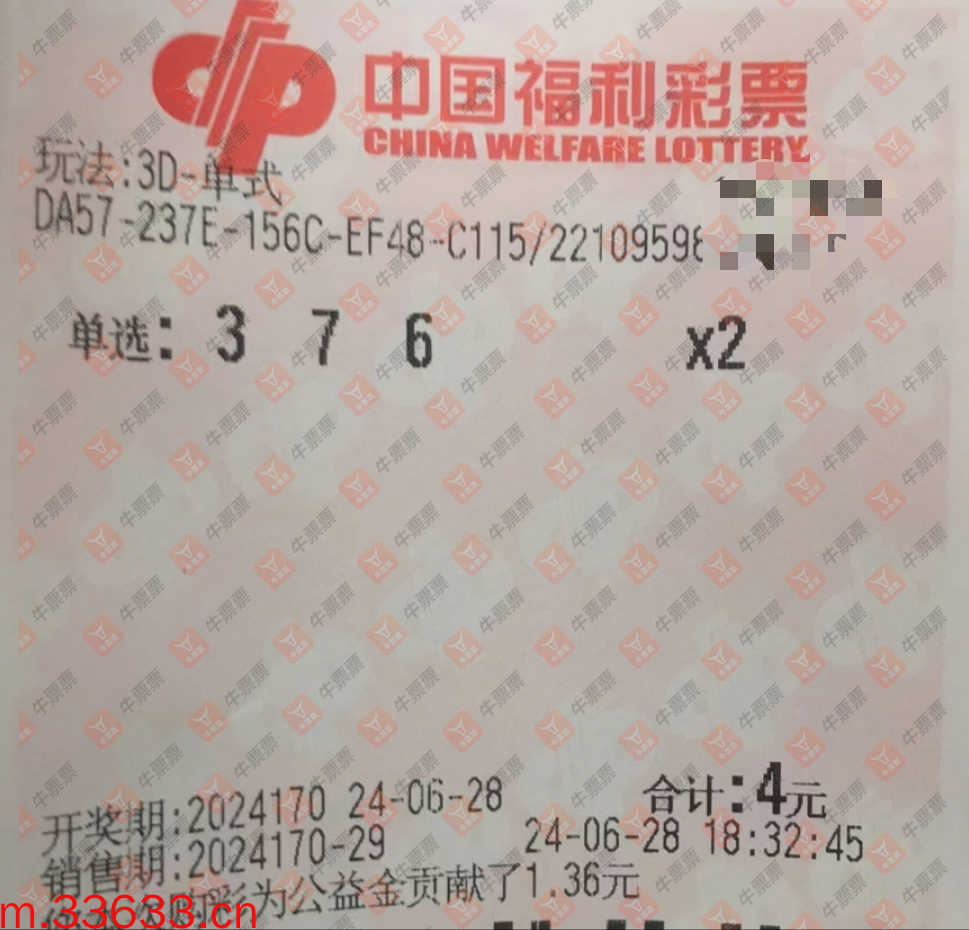 中国福利彩票
CHINA WELFARE LOTTERY
玩法:3D-单式
DA57-237E-156C-EF48-C115/22109598
单选: 3 7 6 x2
合计:4元
开奖期:2024170 24-06-28
销售期:2024170-29 24-06-28 18:32:45
彩为公益金贡献了1.36元
m.33633.cn
牛票票